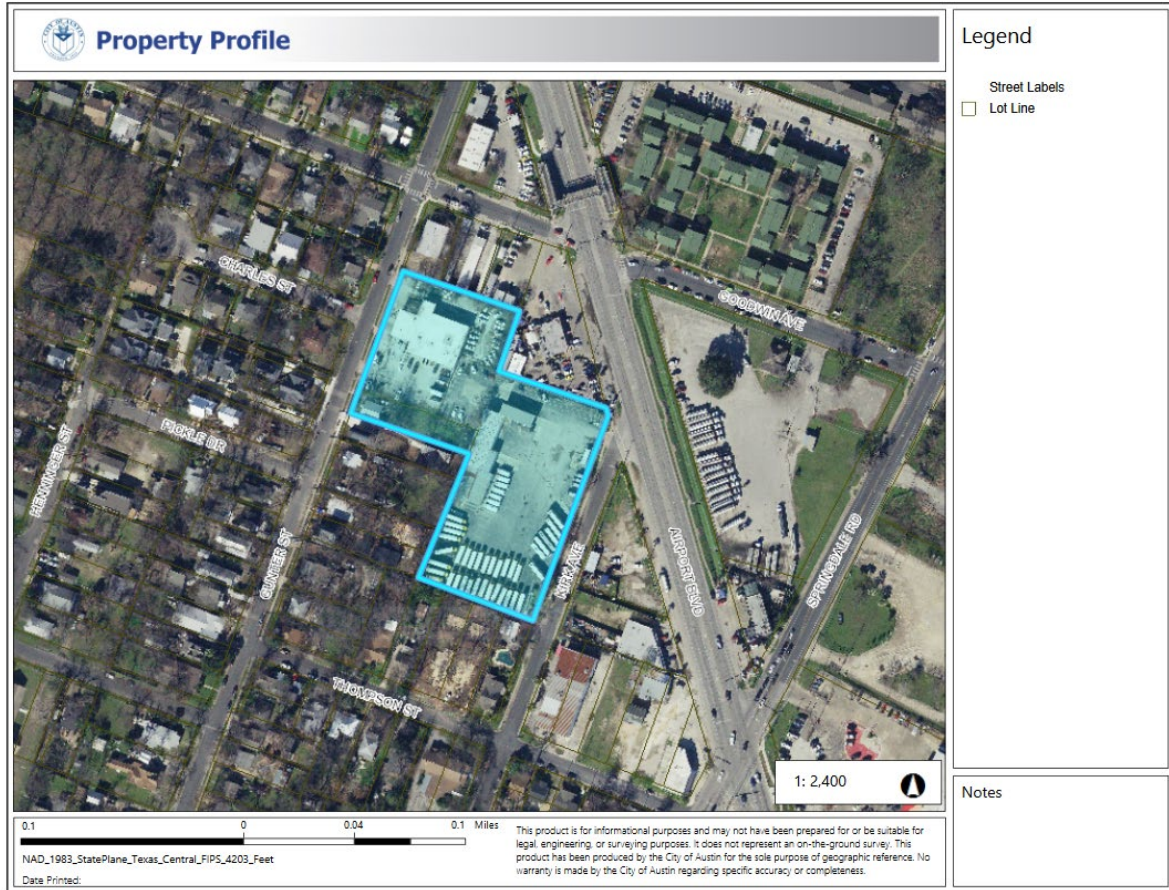 Property Profile
Legend
Street Labels
Lot Line
CHARLES ST
GOODWIN AVE
PICKLE DR
HENNINGER ST
GUNTER ST
KIRK AVE
AIRPORT BLVD
SPRINGDALE RD
THOMPSON ST
1: 2,400
Notes
0.1 0 0.04 0.1 Miles
NAD_1983_StatePlane_Texas_Central_FIPS_4203_Feet
Date Printed:
This product is for informational purposes and may not have been prepared for or be suitable for
legal, engineering, or surveying purposes. It does not represent an on-the-ground survey. This
product has been produced by the City of Austin for the sole purpose of geographic reference. No
warranty is made by the City of Austin regarding specific accuracy or completeness.